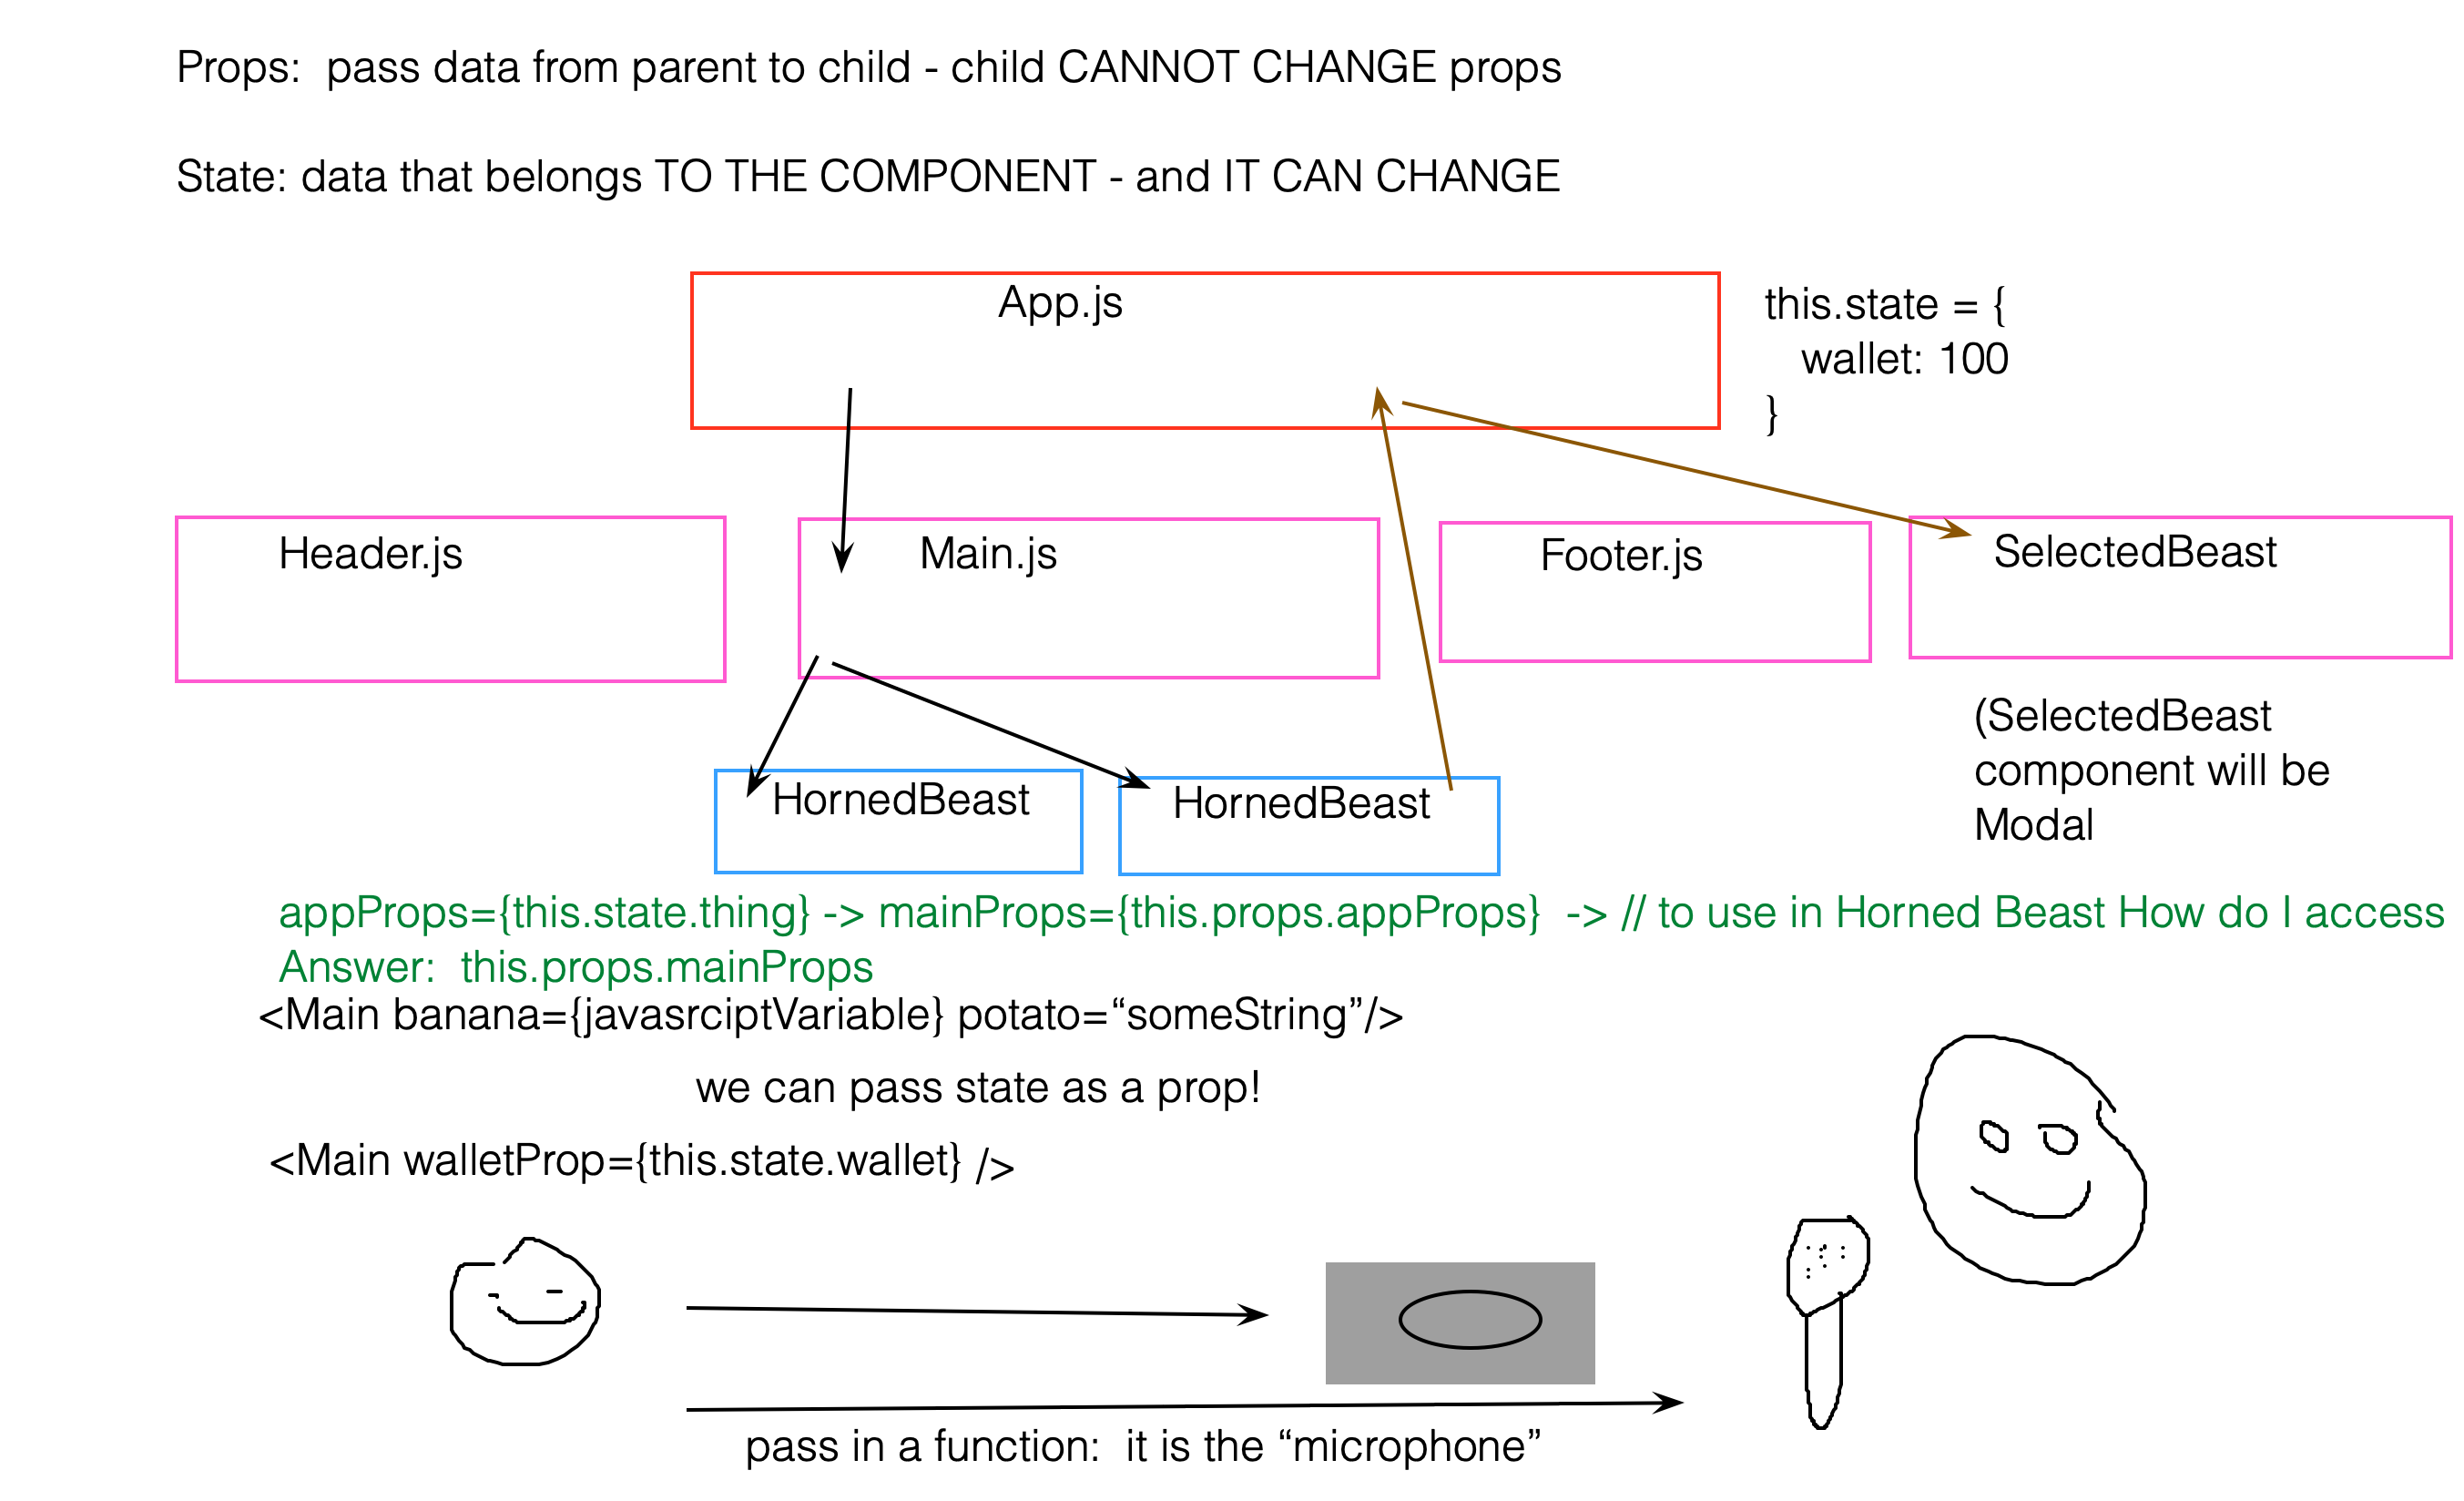 Props:  pass data from parent to child - child CANNOT CHANGE props
State: data that belongs TO THE COMPONENT - and IT CAN CHANGE
App.js
this.state = {
wallet: 100
}
Header.js
Main.js
Footer.js
SelectedBeast
(SelectedBeast
component will be
Modal
HornedBeast
HornedBeast
appProps={this.state.thing} -> mainProps={this.props.appProps}  -> // to use in Horned Beast How do I access
Answer:  this.props.mainProps
<Main banana={javasrciptVariable} potato=“someString”/>
we can pass state as a prop!
<Main walletProp={this.state.wallet} />
pass in a function:  it is the “microphone”